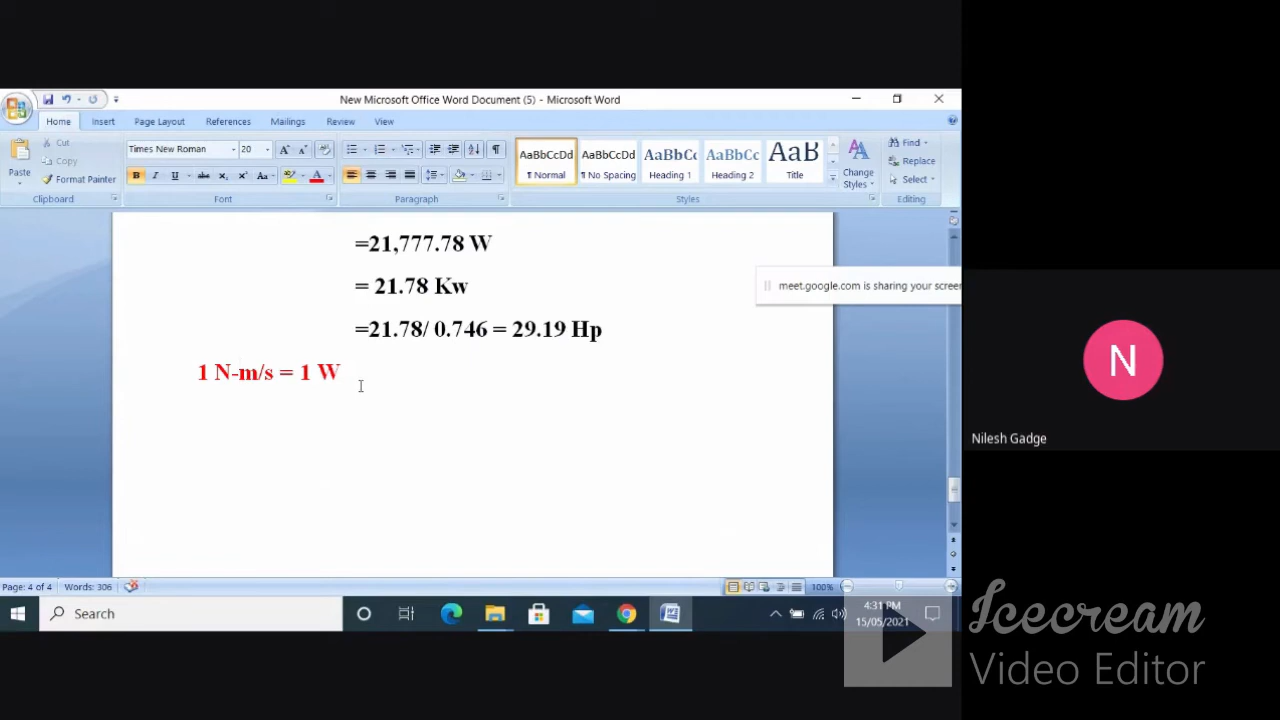 New Microsoft Office Word Document (5) - Microsoft Word
Home Insert Page Layout References Mailings Review View
Cut
Copy
Paste
Format Painter
Clipboard
Times New Roman 20
B I U abc x₂ x² Aa A
Font
Paragraph
AaBbCcDd AaBbCcDd AaBbCc AaBbCc AaB
¶ Normal ¶ No Spacing Heading 1 Heading 2 Title
Change Styles
Styles
Find
Replace
Select
Editing
=21,777.78 W
= 21.78 Kw
=21.78/ 0.746 = 29.19 Hp
1 N-m/s = 1 W
meet.google.com is sharing your screen
N
Nilesh Gadge
Page: 4 of 4 Words: 306
100%
Search
4:31 PM
15/05/2021
Icecream
Video Editor